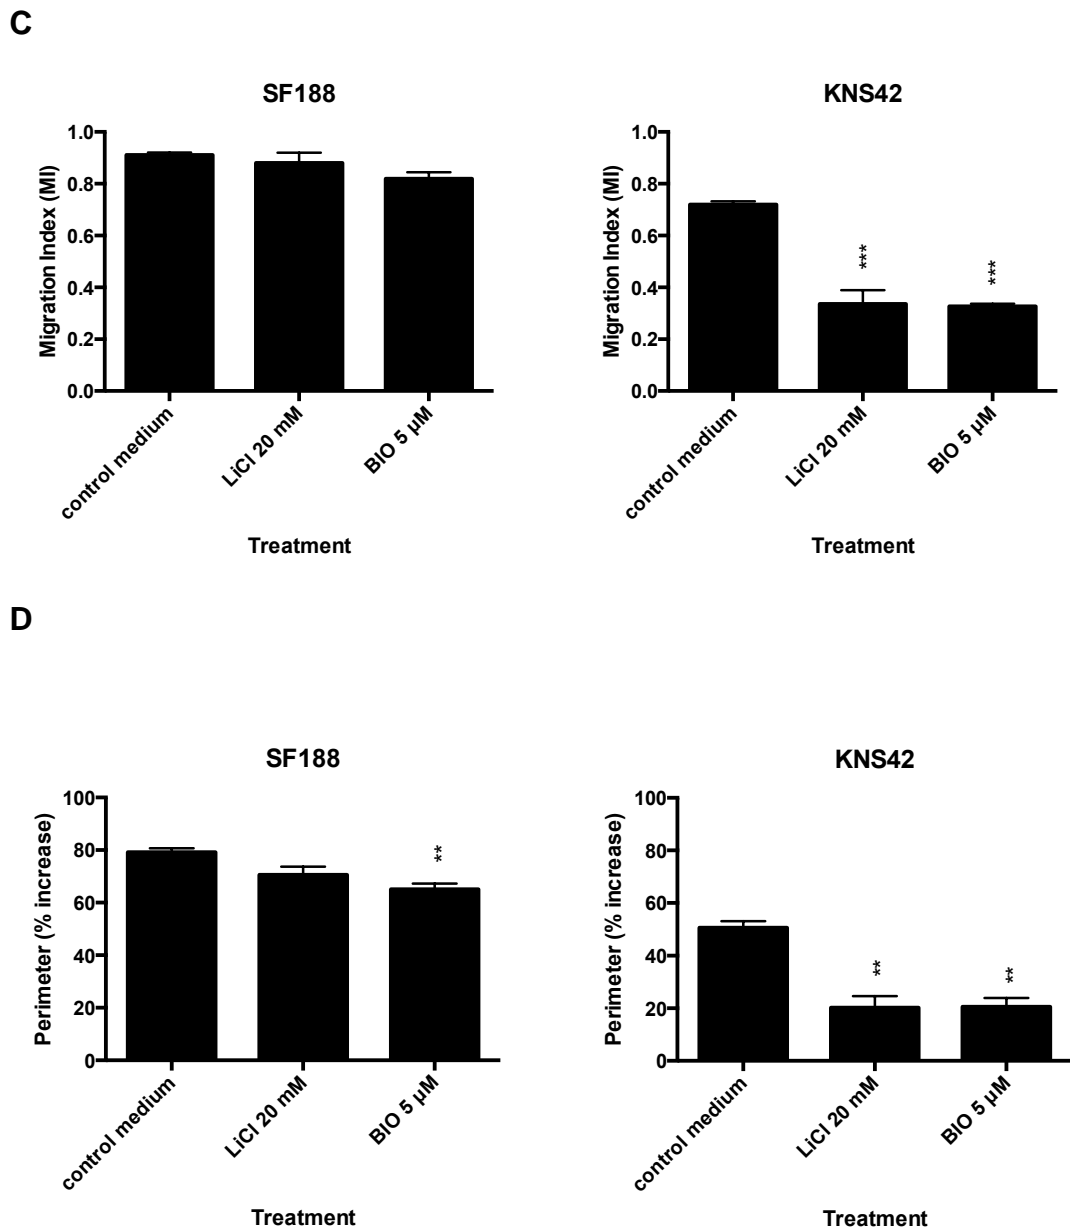 C
SF188
Migration Index (MI)
1.0
0.8
0.6
0.4
0.2
0.0
control medium
LiCl 20 mM
BIO 5 µM
Treatment
KNS42
Migration Index (MI)
1.0
0.8
0.6
0.4
0.2
0.0
***
***
control medium
LiCl 20 mM
BIO 5 µM
Treatment
D
SF188
Perimeter (% increase)
100
80
60
40
20
0
**
control medium
LiCl 20 mM
BIO 5 µM
Treatment
KNS42
Perimeter (% increase)
100
80
60
40
20
0
**
**
control medium
LiCl 20 mM
BIO 5 µM
Treatment